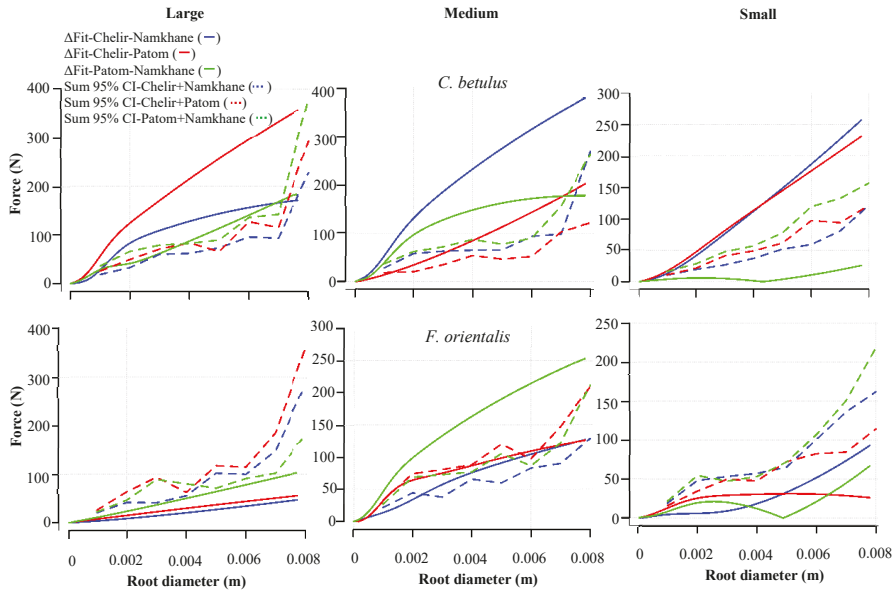 Large Medium Small
ΔFit-Chelir-Namkhane (—)
ΔFit-Chelir-Patom (—)
ΔFit-Patom-Namkhane (—)
Sum 95% CI-Chelir+Namkhane (···)
Sum 95% CI-Chelir+Patom (···)
Sum 95% CI-Patom+Namkhane (···)
C. betulus
400
300
200
100
0
Force (N)
400
300
200
100
0
300
250
200
150
100
50
0
F. orientalis
400
300
200
100
0
Force (N)
300
250
200
150
100
50
0
250
200
150
100
50
0
0 0.002 0.004 0.006 0.008
0 0.002 0.004 0.006 0.008
0 0.002 0.004 0.006 0.008
Root diameter (m) Root diameter (m) Root diameter (m)